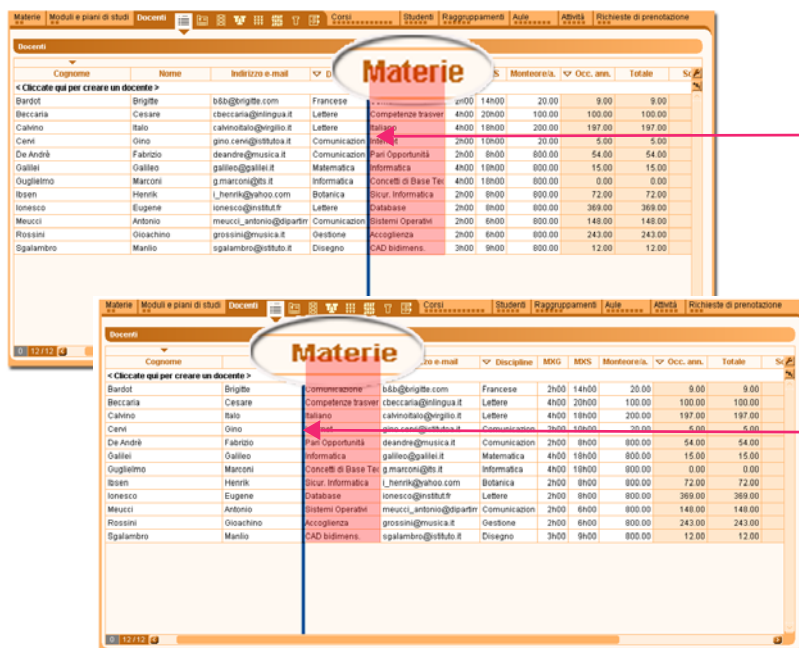 Materie Moduli e piani di studi Docenti Corsi Studenti Raggruppamenti Aule Attività Richieste di prenotazione
Docenti
Materie
Cognome Nome Indirizzo e-mail D S Monteore/a. Occ. ann. Totale Sc
< Cliccate qui per creare un docente >
Bardot Brigitte b&b@brigitte.com Francese 2h00 14h00 20.00 9.00 9.00
Beccaria Cesare cbeccaria@inlingua.it Lettere Competenze trasver 4h00 20h00 100.00 100.00 100.00
Calvino Italo calvinoitalo@virgilio.it Lettere Italiano 4h00 18h00 200.00 197.00 197.00
Cervi Gino gino.cervi@istitutoa.it Comunicazion Internet 2h00 10h00 20.00 5.00 5.00
De Andrè Fabrizio deandre@musica.it Comunicazion Pari Opportunità 2h00 8h00 800.00 54.00 54.00
Galilei Galileo galileo@galilei.it Matematica Informatica 4h00 18h00 800.00 15.00 15.00
Guglielmo Marconi g.marconi@its.it Informatica Concetti di Base Tec 4h00 18h00 800.00 0.00 0.00
Ibsen Henrik i_henrik@yahoo.com Botanica Sicur. Informatica 2h00 8h00 800.00 72.00 72.00
Ionesco Eugene ionesco@institut.fr Lettere Database 2h00 8h00 800.00 369.00 369.00
Meucci Antonio meucci_antonio@dipartim Comunicazion Sistemi Operativi 2h00 6h00 800.00 148.00 148.00
Rossini Gioachino grossini@musica.it Gestione Accoglienza 2h00 6h00 800.00 243.00 243.00
Sgalambro Manlio sgalambro@istituto.it Disegno CAD bidimens. 3h00 9h00 800.00 12.00 12.00
0 12/12
Materie Moduli e piani di studi Docenti Corsi Studenti Raggruppamenti Aule Attività Richieste di prenotazione
Docenti
Materie
Cognome zo e-mail Discipline MXG MXS Monteore/a. Occ. ann. Totale Sc
< Cliccate qui per creare un docente >
Bardot Brigitte Comunicazione b&b@brigitte.com Francese 2h00 14h00 20.00 9.00 9.00
Beccaria Cesare Competenze trasver cbeccaria@inlingua.it Lettere 4h00 20h00 100.00 100.00 100.00
Calvino Italo Italiano calvinoitalo@virgilio.it Lettere 4h00 18h00 200.00 197.00 197.00
Cervi Gino Internet gino.cervi@istitutoa.it Comunicazion 2h00 10h00 20.00 5.00 5.00
De Andrè Fabrizio Pari Opportunità deandre@musica.it Comunicazion 2h00 8h00 800.00 54.00 54.00
Galilei Galileo Informatica galileo@galilei.it Matematica 4h00 18h00 800.00 15.00 15.00
Guglielmo Marconi Concetti di Base Tec g.marconi@its.it Informatica 4h00 18h00 800.00 0.00 0.00
Ibsen Henrik Sicur. Informatica i_henrik@yahoo.com Botanica 2h00 8h00 800.00 72.00 72.00
Ionesco Eugene Database ionesco@institut.fr Lettere 2h00 8h00 800.00 369.00 369.00
Meucci Antonio Sistemi Operativi meucci_antonio@dipartim Comunicazion 2h00 6h00 800.00 148.00 148.00
Rossini Gioachino Accoglienza grossini@musica.it Gestione 2h00 6h00 800.00 243.00 243.00
Sgalambro Manlio CAD bidimens. sgalambro@istituto.it Disegno 3h00 9h00 800.00 12.00 12.00
0 12/12